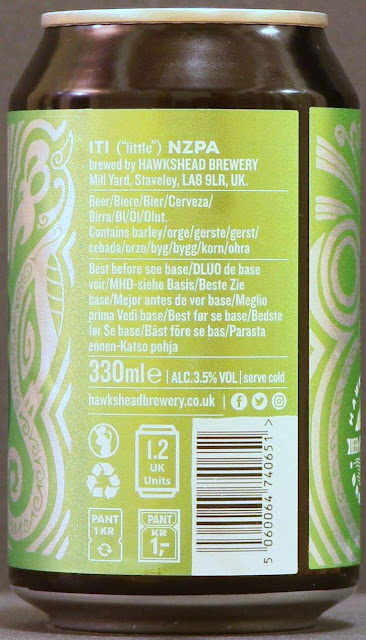 ITI ("little") NZPA
brewed by HAWKSHEAD BREWERY
Mill Yard, Staveley, LA8 9LR, UK.
Beer/Biere/Bier/Cerveza/
Birra/Øl/Öl/Olut.
Contains barley/orge/gerste/gerst/
cebada/orzo/byg/bygg/korn/ohra
Best before see base/DLUO de base
voir/MHD-siehe Basis/Beste Zie
base/Mejor antes de ver base/Meglio
prima Vedi base/Best før se base/Bedste
før Se base/Bäst före se bas/Parasta
ennen-Katso pohja
330ml e | ALC.3.5% VOL | serve cold
hawksheadbrewery.co.uk |
1.2
UK
Units
PANT
1 KR
PANT
KR
1,-
5 060064 740651 >